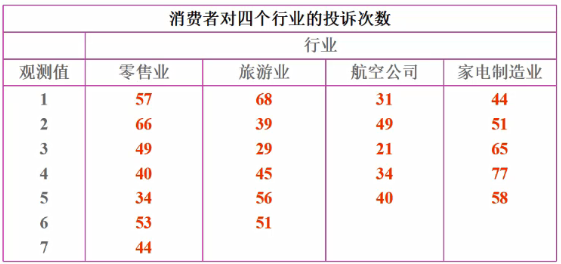 消费者对四个行业的投诉次数
行业
观测值 零售业 旅游业 航空公司 家电制造业
1 57 68 31 44
2 66 39 49 51
3 49 29 21 65
4 40 45 34 77
5 34 56 40 58
6 53 51
7 44